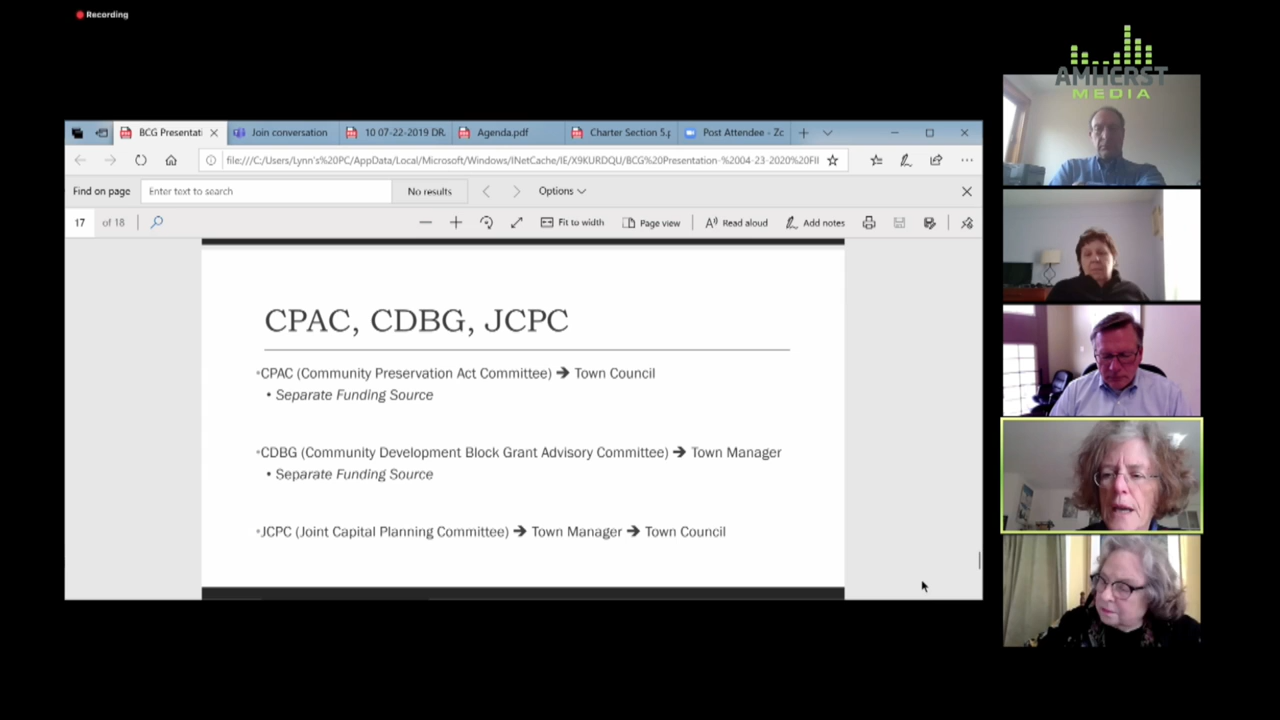 Recording
AMHERST
MEDIA
BCG Presentati
Join conversation
10 07-22-2019 DR.
Agenda.pdf
Charter Section 5.p
Post Attendee - Zc
file:///C:/Users/Lynn's%20PC/AppData/Local/Microsoft/Windows/INetCache/IE/X9KURDQU/BCG%20Presentation-%2004-23-2020%20FII
Find on page
Enter text to search
No results
Options
17
of 18
Fit to width
Page view
Read aloud
Add notes
CPAC, CDBG, JCPC
•CPAC (Community Preservation Act Committee) ➔ Town Council
• Separate Funding Source
•CDBG (Community Development Block Grant Advisory Committee) ➔ Town Manager
• Separate Funding Source
•JCPC (Joint Capital Planning Committee) ➔ Town Manager ➔ Town Council